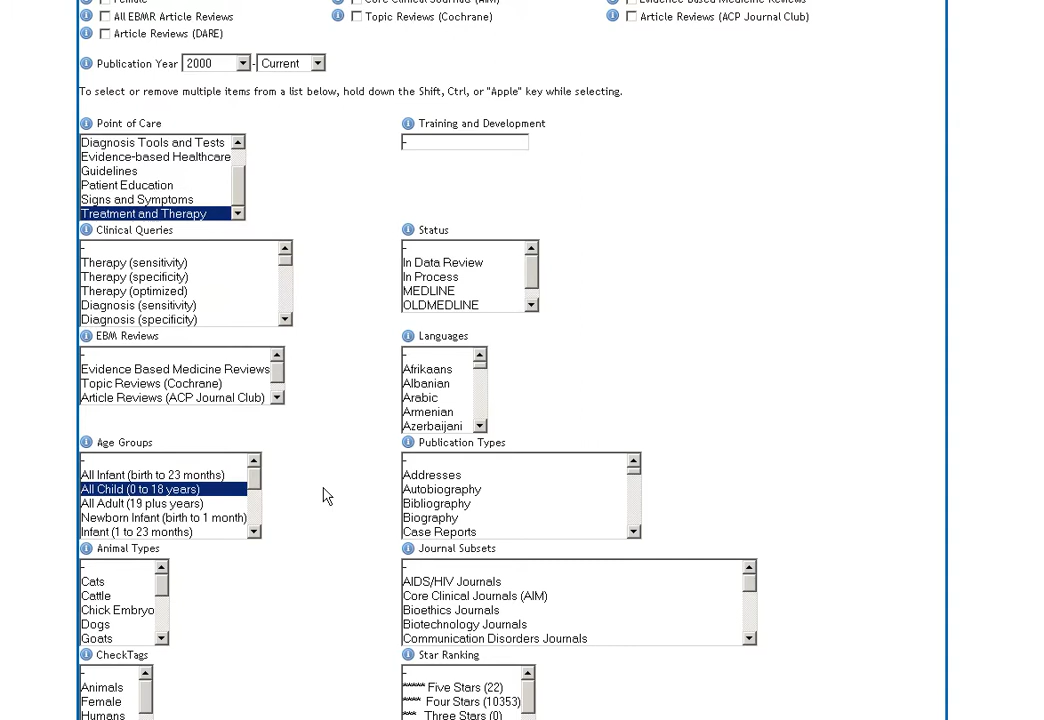 Female
Core Clinical Journals (AIM)
Evidence Based Medicine Reviews
All EBMR Article Reviews
Topic Reviews (Cochrane)
Article Reviews (ACP Journal Club)
Article Reviews (DARE)
Publication Year 2000 - Current
To select or remove multiple items from a list below, hold down the Shift, Ctrl, or "Apple" key while selecting.
Point of Care
Diagnosis Tools and Tests
Evidence-based Healthcare
Guidelines
Patient Education
Signs and Symptoms
Treatment and Therapy
Training and Development
-
Clinical Queries
-
Therapy (sensitivity)
Therapy (specificity)
Therapy (optimized)
Diagnosis (sensitivity)
Diagnosis (specificity)
Status
-
In Data Review
In Process
MEDLINE
OLDMEDLINE
EBM Reviews
-
Evidence Based Medicine Reviews
Topic Reviews (Cochrane)
Article Reviews (ACP Journal Club)
Languages
-
Afrikaans
Albanian
Arabic
Armenian
Azerbaijani
Age Groups
-
All Infant (birth to 23 months)
All Child (0 to 18 years)
All Adult (19 plus years)
Newborn Infant (birth to 1 month)
Infant (1 to 23 months)
Publication Types
-
Addresses
Autobiography
Bibliography
Biography
Case Reports
Animal Types
-
Cats
Cattle
Chick Embryo
Dogs
Goats
Journal Subsets
-
AIDS/HIV Journals
Core Clinical Journals (AIM)
Bioethics Journals
Biotechnology Journals
Communication Disorders Journals
CheckTags
-
Animals
Female
Humans
Star Ranking
-
***** Five Stars (22)
**** Four Stars (10353)
*** Three Stars (0)